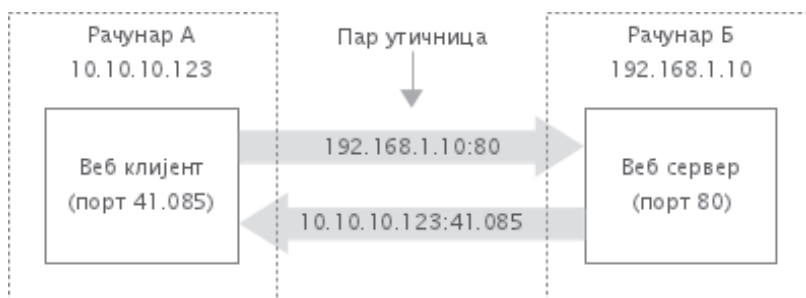 Рачунар А
10.10.10.123
Пар утичница
Рачунар Б
192.168.1.10
Веб клијент
(порт 41.085)
192.168.1.10:80
10.10.10.123:41.085
Веб сервер
(порт 80)